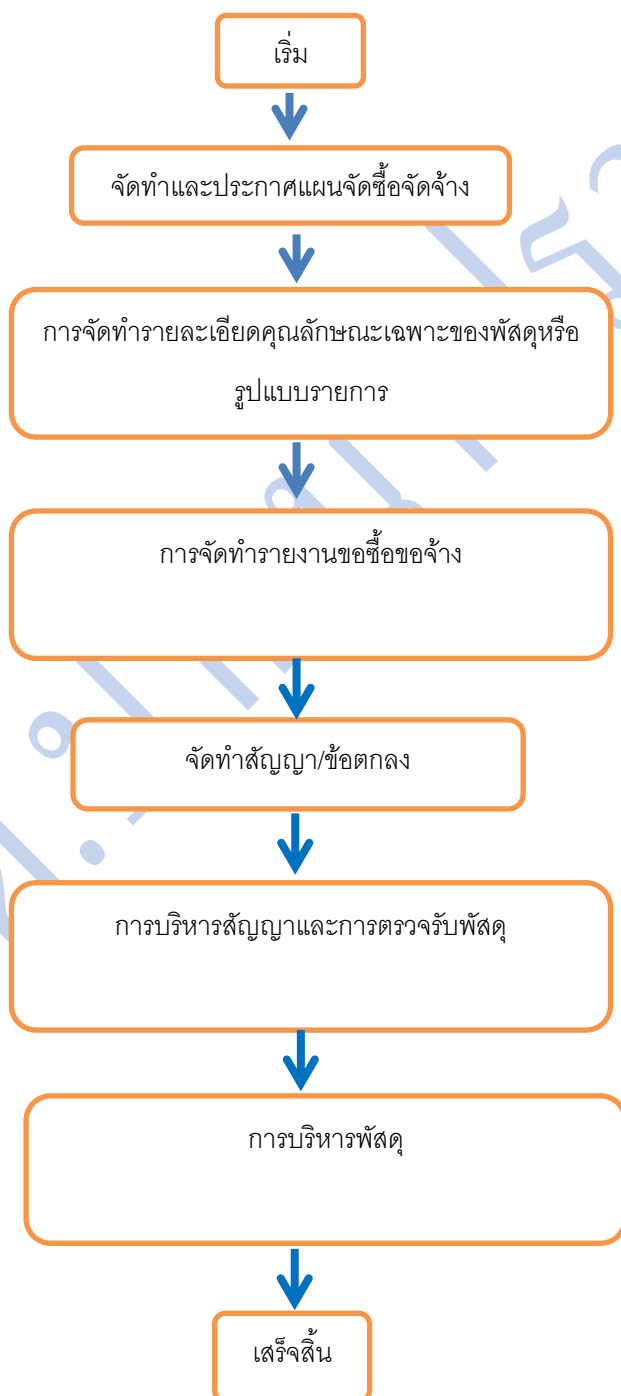 เริ่ม
จัดทำและประกาศแผนจัดซื้อจัดจ้าง
การจัดทำรายละเอียดคุณลักษณะเฉพาะของพัสดุหรือ
รูปแบบรายการ
การจัดทำรายงานขอซื้อขอจ้าง
จัดทำสัญญา/ข้อตกลง
การบริหารสัญญาและการตรวจรับพัสดุ
การบริหารพัสดุ
เสร็จสิ้น